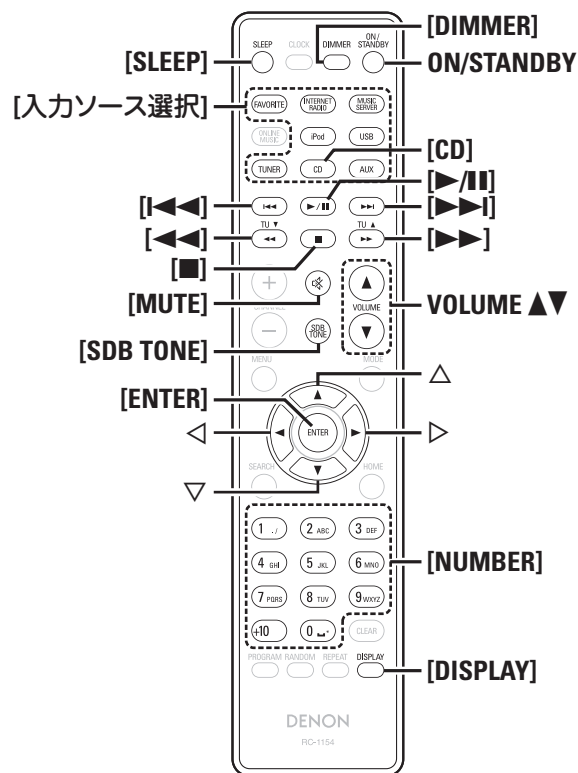 [DIMMER]
[SLEEP]
ON/STANDBY
SLEEP CLOCK DIMMER ON/
STANDBY
[入力ソース選択]
FAVORITE INTERNET
RADIO MUSIC
SERVER
ONLINE
MUSIC iPod USB
[CD]
TUNER CD AUX
[►/❚❚]
[I◄◄] I◄◄ ►/❚❚ ►►I [►►I]
TU ▼ TU ▲
[◄◄] ◄◄ ■ ►► [►►]
[■]
+
[MUTE]
CHANNEL
▲
VOLUME
▼
VOLUME ▲▼
−
SDB
TONE
[SDB TONE]
MENU MODE
△
[ENTER]
▲
◁ ◄ ENTER ► ▷
▼
SEARCH HOME
▽
1 ./ 2 ABC 3 DEF
4 GHI 5 JKL 6 MNO
[NUMBER]
7 PQRS 8 TUV 9 WXYZ
+10 0 ␣* CLEAR
PROGRAM RANDOM REPEAT DISPLAY
[DISPLAY]
DENON
RC-1154